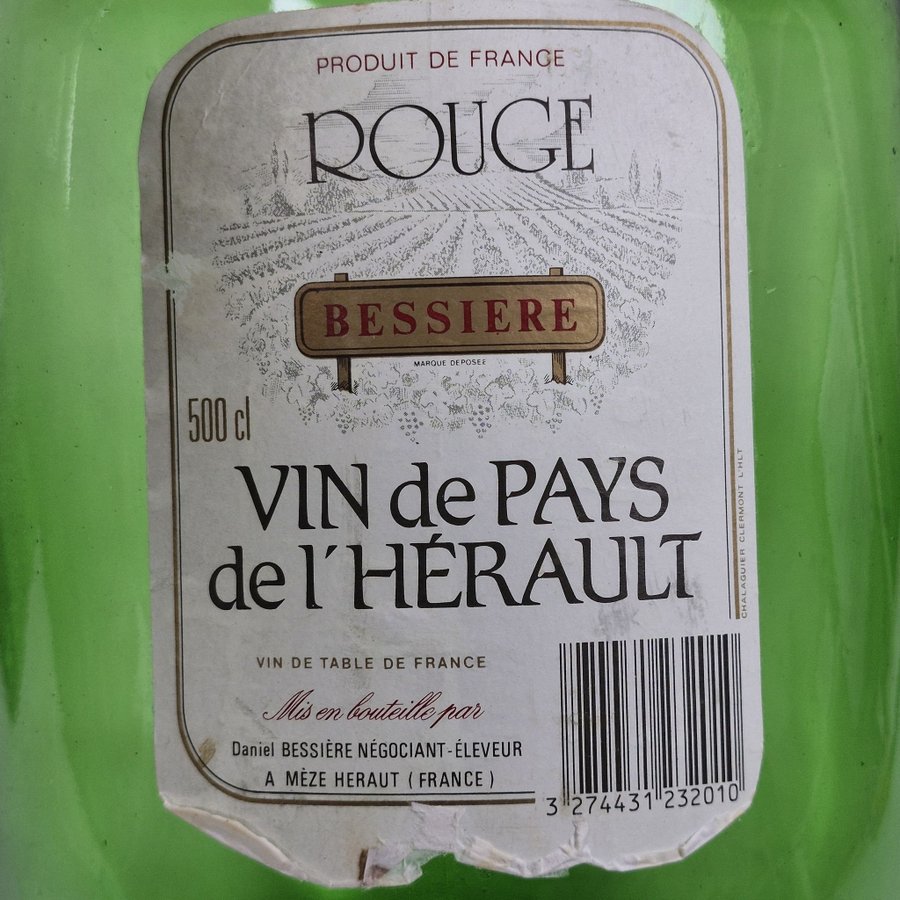 PRODUIT DE FRANCE
ROUGE
BESSIERE
MARQUE DEPOSEE
500 cl
VIN de PAYS
de l'HÉRAULT
VIN DE TABLE DE FRANCE
Mis en bouteille par
Daniel BESSIÈRE NÉGOCIANT-ÉLEVEUR
A MÈZE HERAUT (FRANCE)
CHALAGUIER CLERMONT L'HLT
3 274431 232010